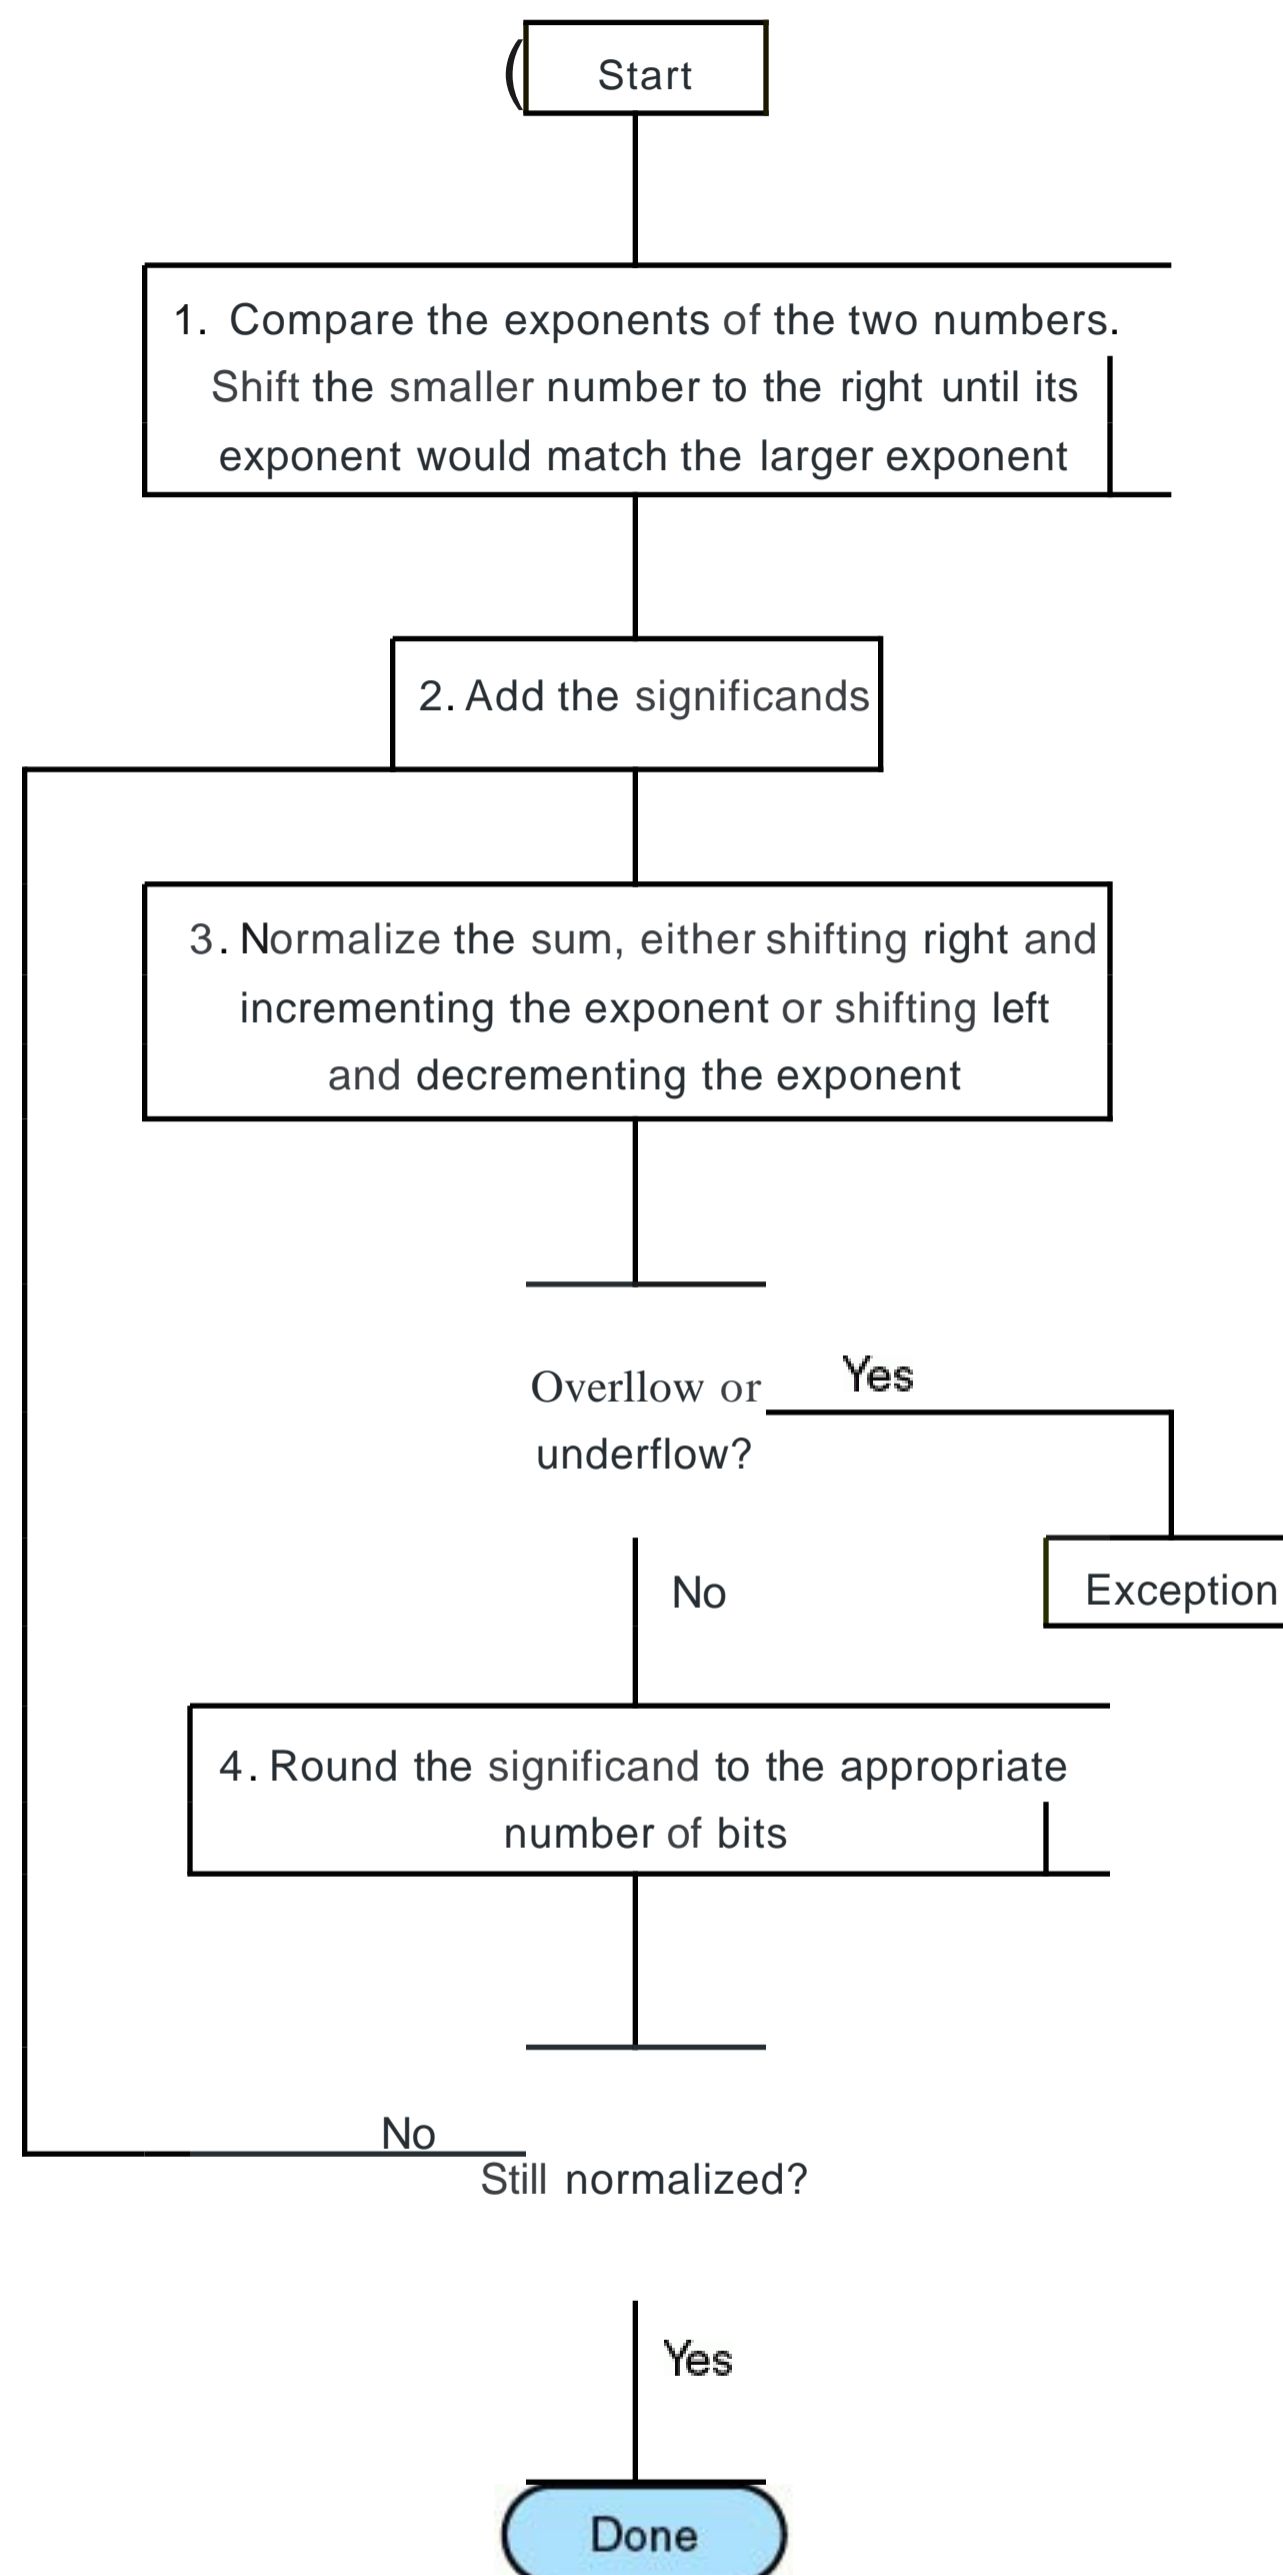 ( Start
1. Compare the exponents of the two numbers.
Shift the smaller number to the right until its
exponent would match the larger exponent
2. Add the significands
3. Normalize the sum, either shifting right and
incrementing the exponent or shifting left
and decrementing the exponent
Overllow or
underflow?
Yes
No
Exception
4. Round the significand to the appropriate
number of bits
No
Still normalized?
Yes
Done